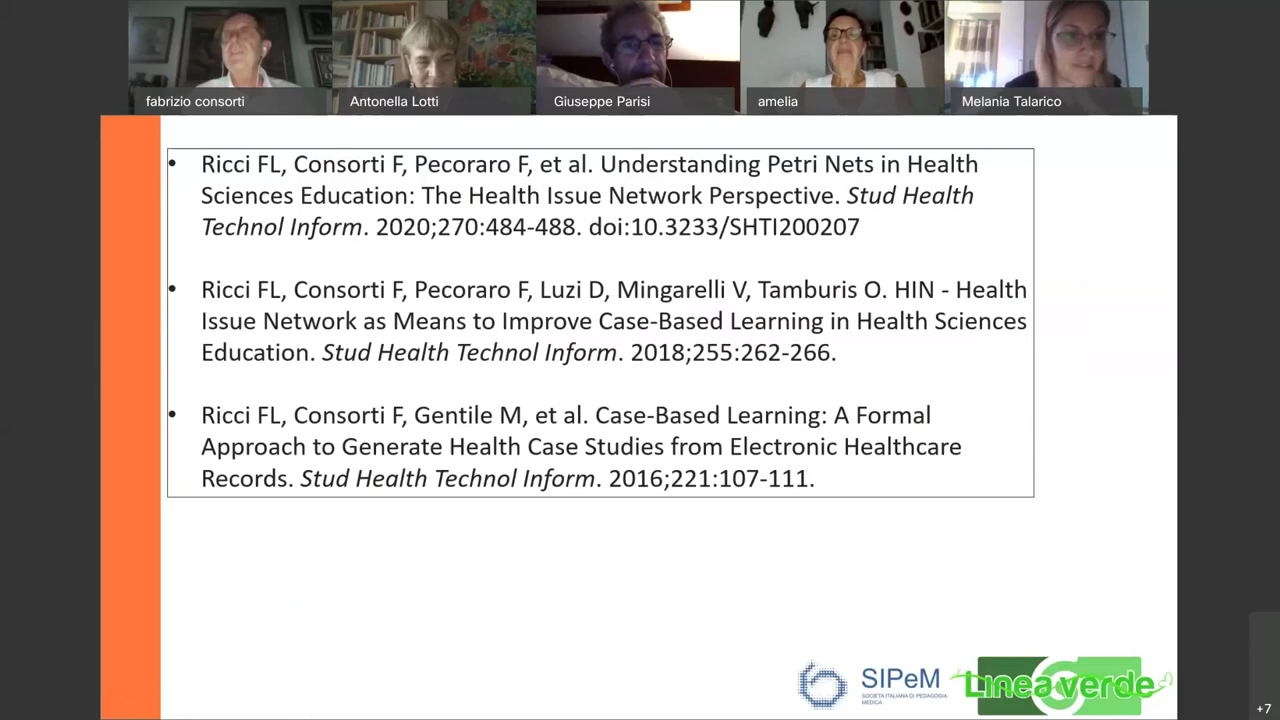 fabrizio consorti
Antonella Lotti
Giuseppe Parisi
amelia
Melania Talarico
• Ricci FL, Consorti F, Pecoraro F, et al. Understanding Petri Nets in Health
Sciences Education: The Health Issue Network Perspective. Stud Health
Technol Inform. 2020;270:484-488. doi:10.3233/SHTI200207
• Ricci FL, Consorti F, Pecoraro F, Luzi D, Mingarelli V, Tamburis O. HIN - Health
Issue Network as Means to Improve Case-Based Learning in Health Sciences
Education. Stud Health Technol Inform. 2018;255:262-266.
• Ricci FL, Consorti F, Gentile M, et al. Case-Based Learning: A Formal
Approach to Generate Health Case Studies from Electronic Healthcare
Records. Stud Health Technol Inform. 2016;221:107-111.
SIPeM
SOCIETÀ ITALIANA DI PEDAGOGIA
MEDICA
Linea verde
+7